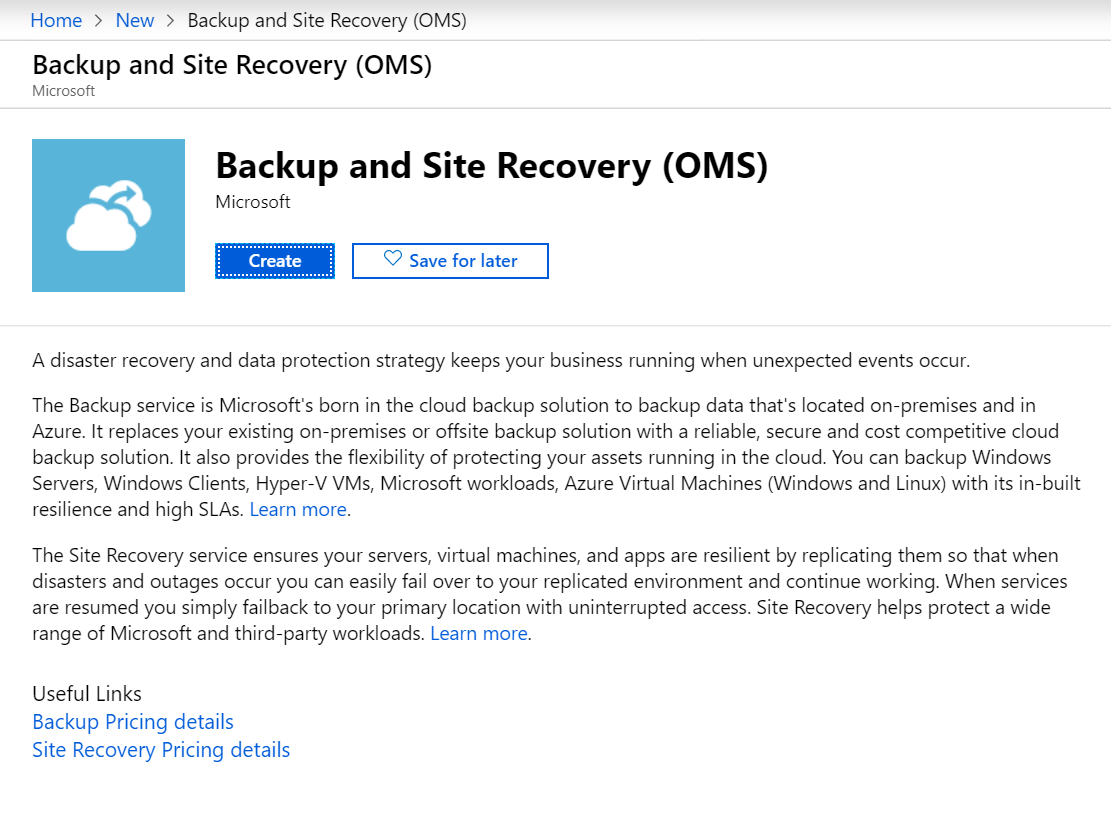 Home > New > Backup and Site Recovery (OMS)
Backup and Site Recovery (OMS)
Microsoft
Backup and Site Recovery (OMS)
Microsoft
Create
Save for later
A disaster recovery and data protection strategy keeps your business running when unexpected events occur.
The Backup service is Microsoft's born in the cloud backup solution to backup data that's located on-premises and in
Azure. It replaces your existing on-premises or offsite backup solution with a reliable, secure and cost competitive cloud
backup solution. It also provides the flexibility of protecting your assets running in the cloud. You can backup Windows
Servers, Windows Clients, Hyper-V VMs, Microsoft workloads, Azure Virtual Machines (Windows and Linux) with its in-built
resilience and high SLAs. Learn more.
The Site Recovery service ensures your servers, virtual machines, and apps are resilient by replicating them so that when
disasters and outages occur you can easily fail over to your replicated environment and continue working. When services
are resumed you simply failback to your primary location with uninterrupted access. Site Recovery helps protect a wide
range of Microsoft and third-party workloads. Learn more.
Useful Links
Backup Pricing details
Site Recovery Pricing details